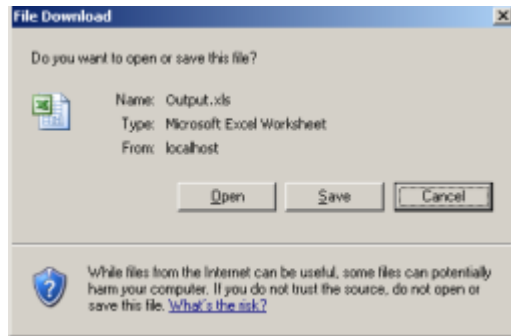 File Download
Do you want to open or save this file?
Name: Output.xls
Type: Microsoft Excel Worksheet
From: localhost
Open Save Cancel
While files from the Internet can be useful, some files can potentially
harm your computer. If you do not trust the source, do not open or
save this file. What's the risk?